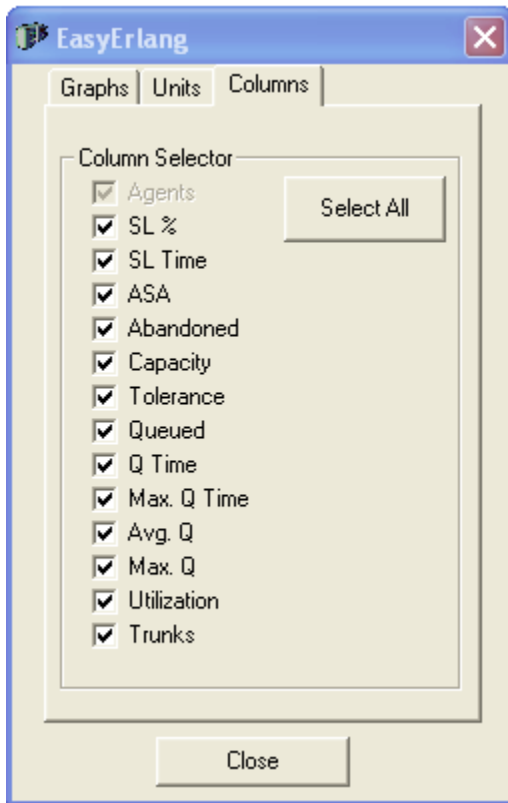 EasyErlang
Graphs Units Columns
Column Selector
Agents
Select All
SL %
SL Time
ASA
Abandoned
Capacity
Tolerance
Queued
Q Time
Max. Q Time
Avg. Q
Max. Q
Utilization
Trunks
Close